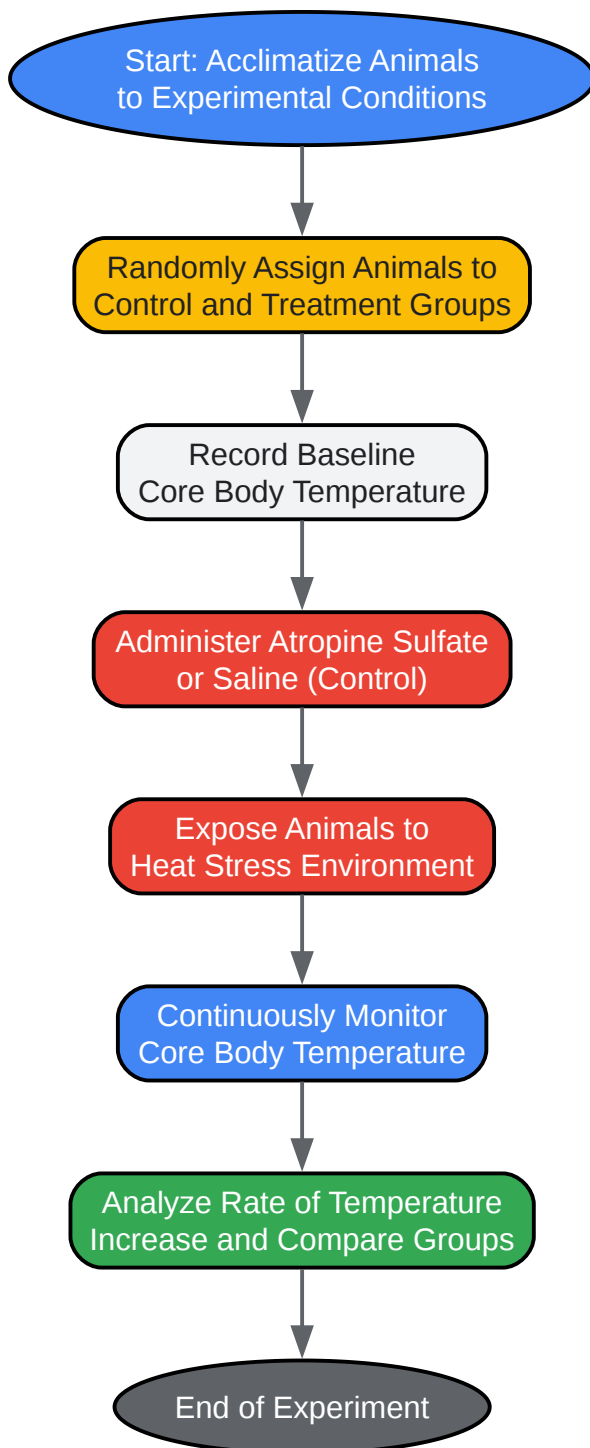 Start: Acclimatize Animals
to Experimental Conditions
Randomly Assign Animals to
Control and Treatment Groups
Record Baseline
Core Body Temperature
Administer Atropine Sulfate
or Saline (Control)
Expose Animals to
Heat Stress Environment
Continuously Monitor
Core Body Temperature
Analyze Rate of Temperature
Increase and Compare Groups
End of Experiment